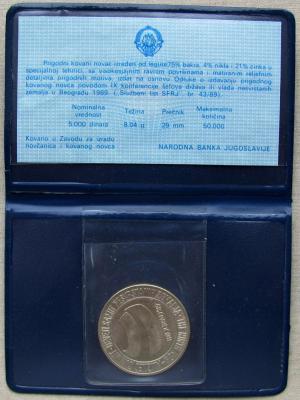 Prigodni kovani novac izrađen od legure 75% bakra, 4% nikla i 21% cinka u
specijalnoj tehnici, sa visokosjajnim ravnim površinama i matiranim reljefnim
detaljima motiva, izdat na osnovu Odluke o izdavanju prigodnog
kovanog novca povodom IX Konferencije šefova država ili vlada nesvrstanih
zemalja u Beogradu 1989. („Službeni list SFRJ", br. 43/89).
Nominalna Težina Prečnik Maksimalna
vrednost količina
5.000 dinara 8,04 g 29 mm 50.000
Kovano u Zavodu za izradu
novčanica i kovanog novca NARODNA BANKA JUGOSLAVIJE